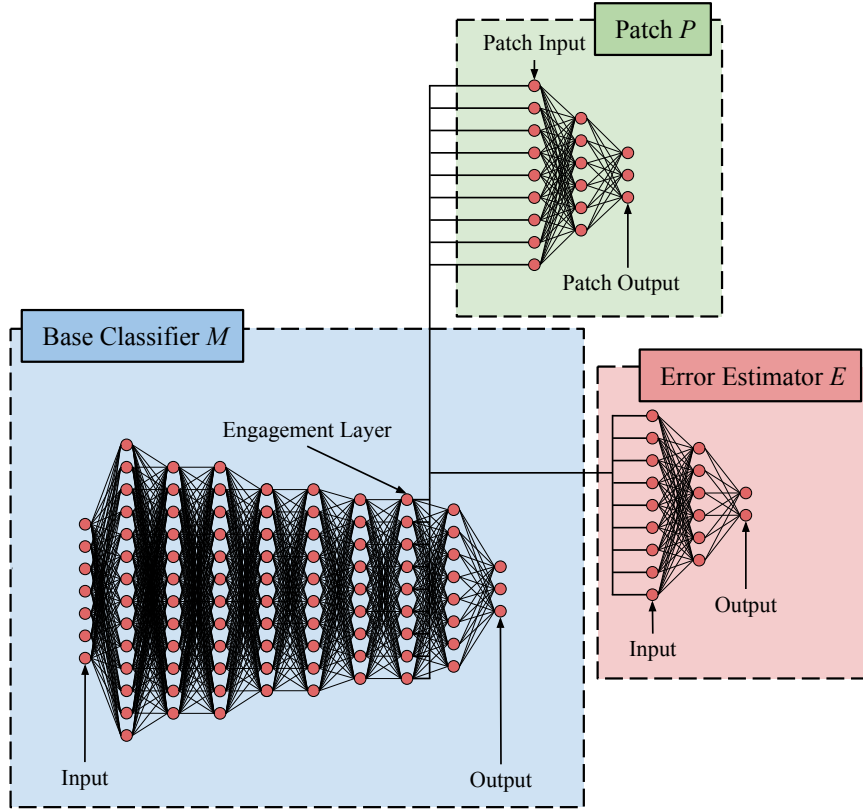 Patch P
Patch Input
Patch Output
Base Classifier M
Error Estimator E
Engagement Layer
Output
Input
Input
Output